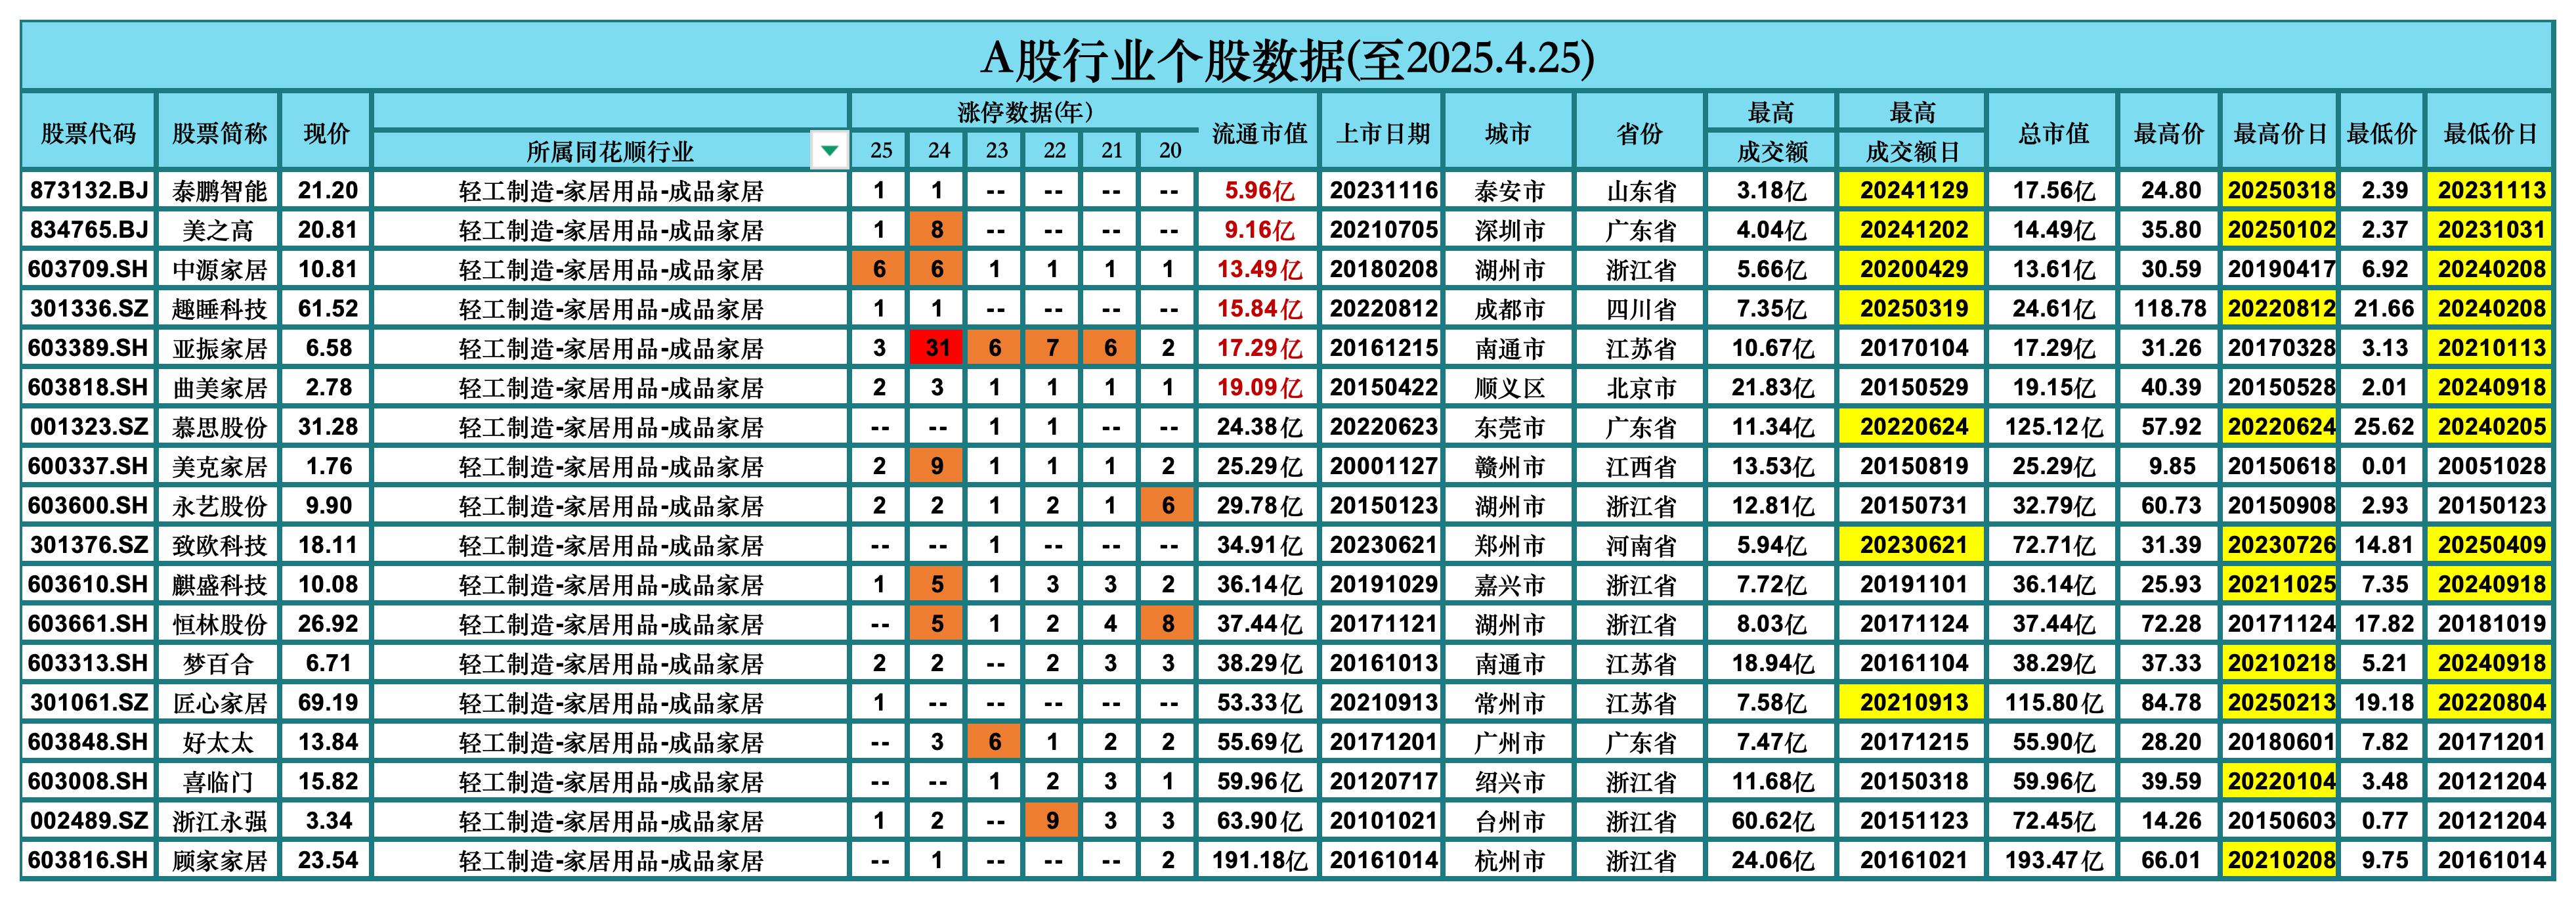 A股行业个股数据(至2025.4.25)
股票代码 股票简称 现价 所属同花顺行业 涨停数据(年) 流通市值 上市日期 城市 省份 最高 最高 总市值 最高价 最高价日 最低价 最低价日
25 24 23 22 21 20 成交额 成交额日
873132.BJ 泰鹏智能 21.20 轻工制造-家居用品-成品家居 1 1 -- -- -- -- 5.96亿 20231116 泰安市 山东省 3.18亿 20241129 17.56亿 24.80 20250318 2.39 20231113
834765.BJ 美之高 20.81 轻工制造-家居用品-成品家居 1 8 -- -- -- -- 9.16亿 20210705 深圳市 广东省 4.04亿 20241202 14.49亿 35.80 20250102 2.37 20231031
603709.SH 中源家居 10.81 轻工制造-家居用品-成品家居 6 6 1 1 1 1 13.49亿 20180208 湖州市 浙江省 5.66亿 20200429 13.61亿 30.59 20190417 6.92 20240208
301336.SZ 趣睡科技 61.52 轻工制造-家居用品-成品家居 1 1 -- -- -- -- 15.84亿 20220812 成都市 四川省 7.35亿 20250319 24.61亿 118.78 20220812 21.66 20240208
603389.SH 亚振家居 6.58 轻工制造-家居用品-成品家居 3 31 6 7 6 2 17.29亿 20161215 南通市 江苏省 10.67亿 20170104 17.29亿 31.26 20170328 3.13 20210113
603818.SH 曲美家居 2.78 轻工制造-家居用品-成品家居 2 3 1 1 1 1 19.09亿 20150422 顺义区 北京市 21.83亿 20150529 19.15亿 40.39 20150528 2.01 20240918
001323.SZ 慕思股份 31.28 轻工制造-家居用品-成品家居 -- -- 1 1 -- -- 24.38亿 20220623 东莞市 广东省 11.34亿 20220624 125.12亿 57.92 20220624 25.62 20240205
600337.SH 美克家居 1.76 轻工制造-家居用品-成品家居 2 9 1 1 1 2 25.29亿 20001127 赣州市 江西省 13.53亿 20150819 25.29亿 9.85 20150618 0.01 20051028
603600.SH 永艺股份 9.90 轻工制造-家居用品-成品家居 2 2 1 2 1 6 29.78亿 20150123 湖州市 浙江省 12.81亿 20150731 32.79亿 60.73 20150908 2.93 20150123
301376.SZ 致欧科技 18.11 轻工制造-家居用品-成品家居 -- -- 1 -- -- -- 34.91亿 20230621 郑州市 河南省 5.94亿 20230621 72.71亿 31.39 20230726 14.81 20250409
603610.SH 麒盛科技 10.08 轻工制造-家居用品-成品家居 1 5 1 3 3 2 36.14亿 20191029 嘉兴市 浙江省 7.72亿 20191101 36.14亿 25.93 20211025 7.35 20240918
603661.SH 恒林股份 26.92 轻工制造-家居用品-成品家居 -- 5 1 2 4 8 37.44亿 20171121 湖州市 浙江省 8.03亿 20171124 37.44亿 72.28 20171124 17.82 20181019
603313.SH 梦百合 6.71 轻工制造-家居用品-成品家居 2 2 -- 2 3 3 38.29亿 20161013 南通市 江苏省 18.94亿 20161104 38.29亿 37.33 20210218 5.21 20240918
301061.SZ 匠心家居 69.19 轻工制造-家居用品-成品家居 1 -- -- -- -- -- 53.33亿 20210913 常州市 江苏省 7.58亿 20210913 115.80亿 84.78 20250213 19.18 20220804
603848.SH 好太太 13.84 轻工制造-家居用品-成品家居 -- 3 6 1 2 2 55.69亿 20171201 广州市 广东省 7.47亿 20171215 55.90亿 28.20 20180601 7.82 20171201
603008.SH 喜临门 15.82 轻工制造-家居用品-成品家居 -- -- 1 2 3 1 59.96亿 20120717 绍兴市 浙江省 11.68亿 20150318 59.96亿 39.59 20220104 3.48 20121204
002489.SZ 浙江永强 3.34 轻工制造-家居用品-成品家居 1 2 -- 9 3 3 63.90亿 20101021 台州市 浙江省 60.62亿 20151123 72.45亿 14.26 20150603 0.77 20121204
603816.SH 顾家家居 23.54 轻工制造-家居用品-成品家居 -- 1 -- -- -- 2 191.18亿 20161014 杭州市 浙江省 24.06亿 20161021 193.47亿 66.01 20210208 9.75 20161014